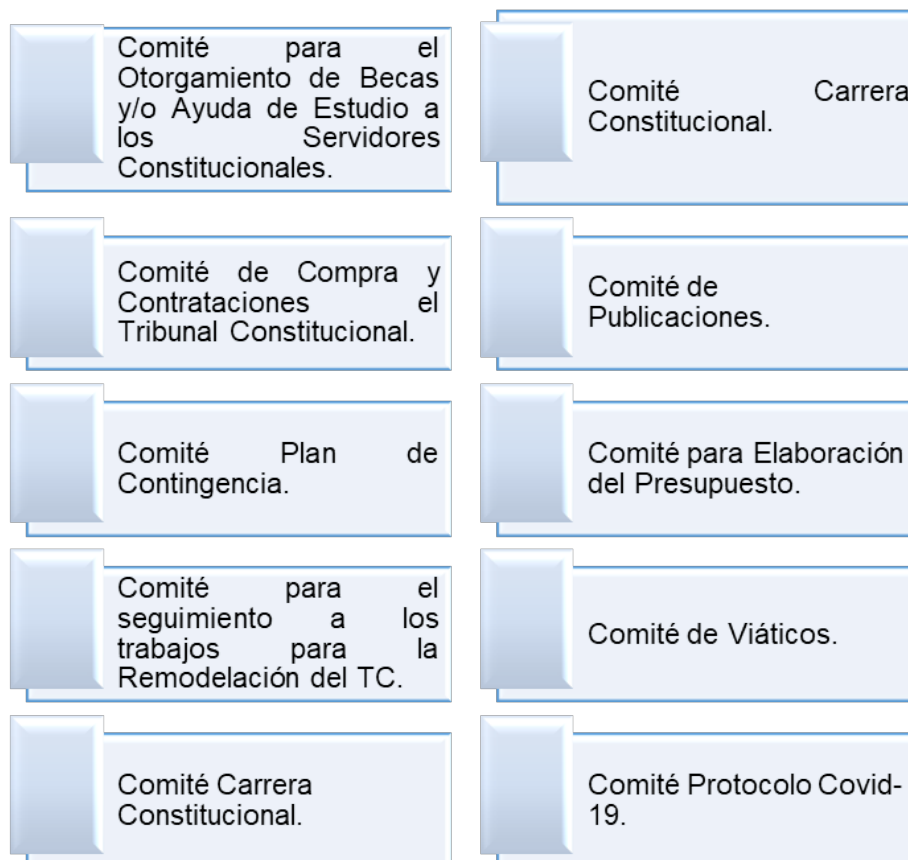 Comité para el
Otorgamiento de Becas
y/o Ayuda de Estudio a
los Servidores
Constitucionales.
Comité Carrera
Constitucional.
Comité de Compra y
Contrataciones el
Tribunal Constitucional.
Comité de
Publicaciones.
Comité Plan de
Contingencia.
Comité para Elaboración
del Presupuesto.
Comité para el
seguimiento a los
trabajos para la
Remodelación del TC.
Comité de Viáticos.
Comité Carrera
Constitucional.
Comité Protocolo Covid-
19.